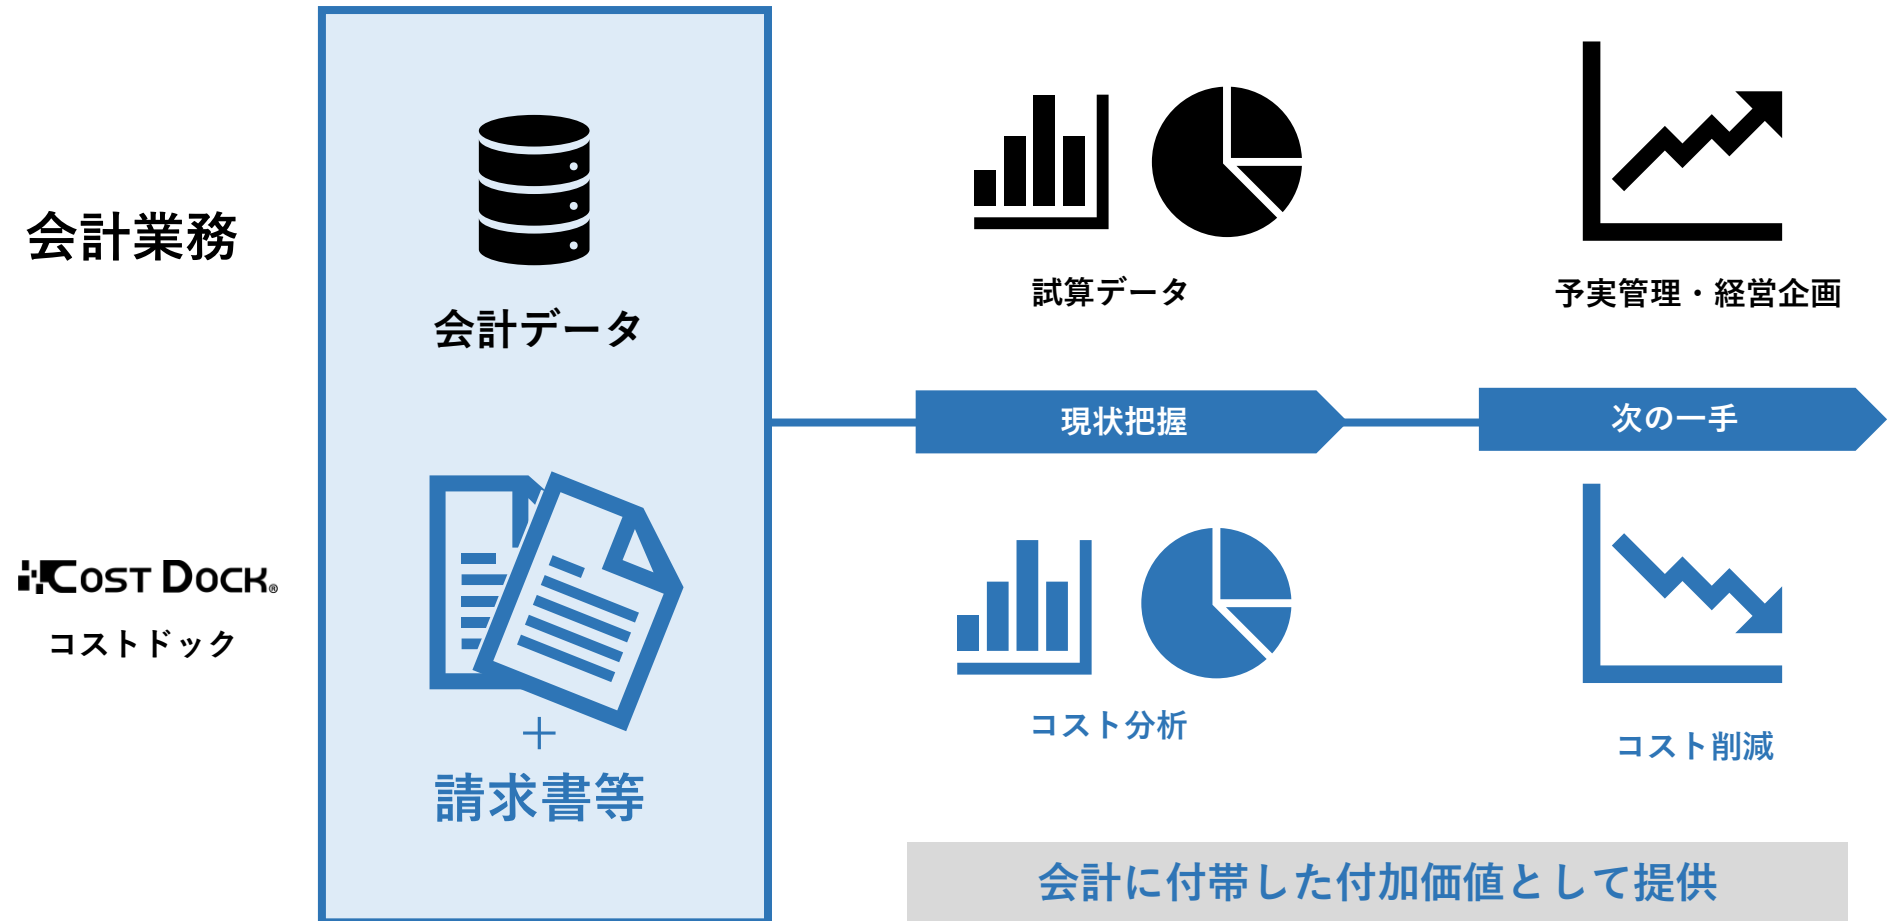 会計業務
会計データ
試算データ
予実管理・経営企画
現状把握
次の一手
COST DOCK®
コストドック
+
請求書等
コスト分析
コスト削減
会計に付帯した付加価値として提供